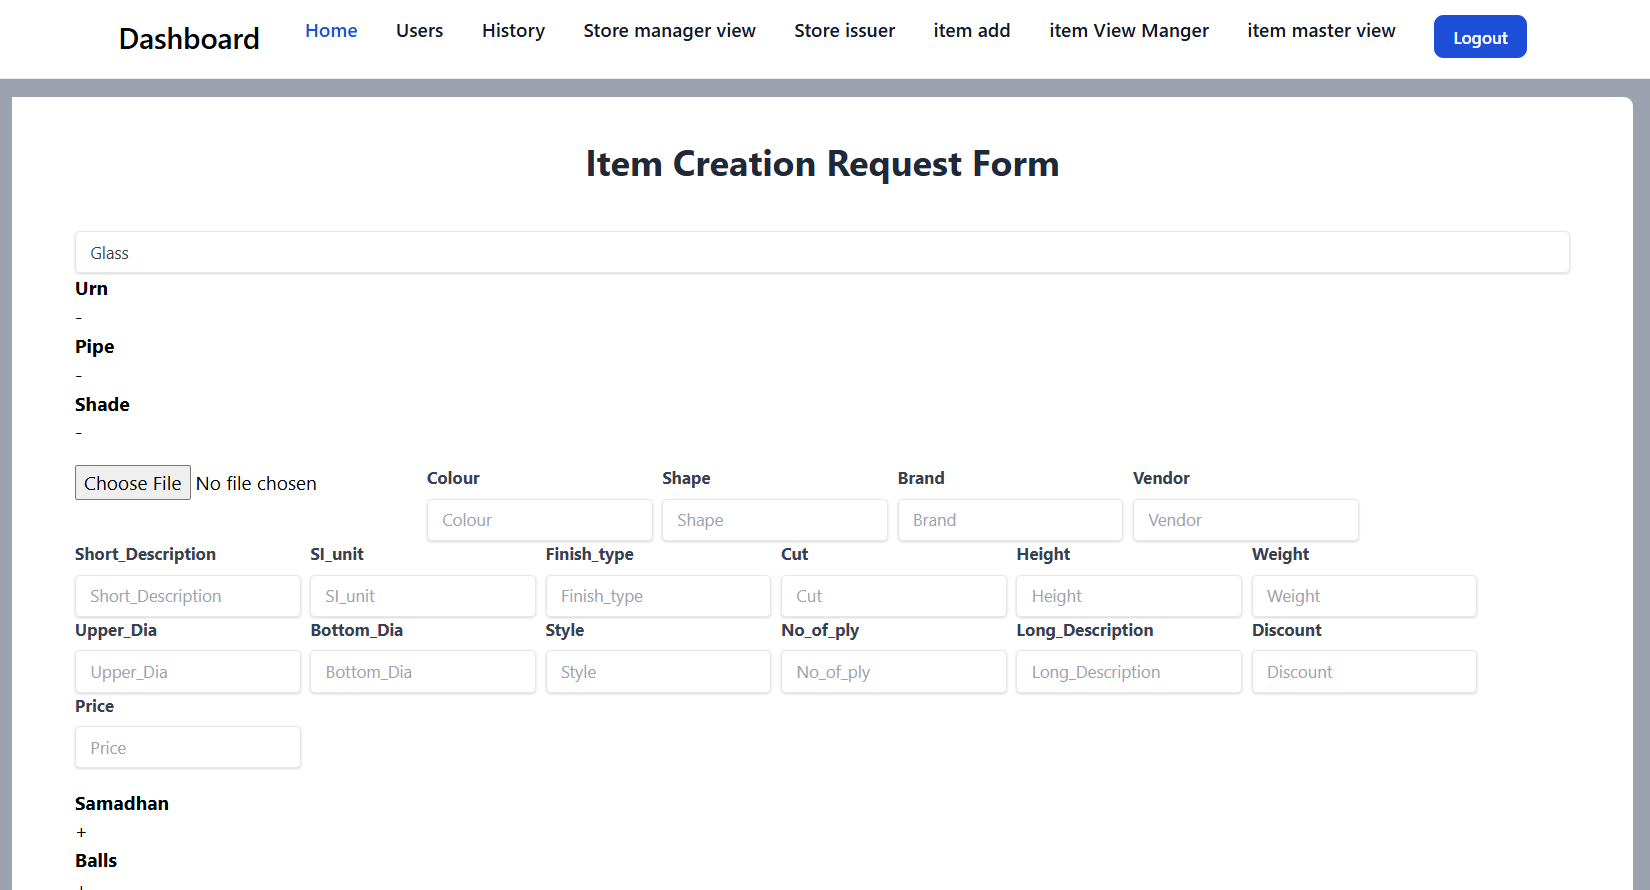 Dashboard Home Users History Store manager view Store issuer item add item View Manger item master view Logout
Item Creation Request Form
Glass
Urn
-
Pipe
-
Shade
-
Choose File No file chosen
Colour Shape Brand Vendor
Colour Shape Brand Vendor
Short_Description SI_unit Finish_type Cut Height Weight
Short_Description SI_unit Finish_type Cut Height Weight
Upper_Dia Bottom_Dia Style No_of_ply Long_Description Discount
Upper_Dia Bottom_Dia Style No_of_ply Long_Description Discount
Price
Price
Samadhan
+
Balls